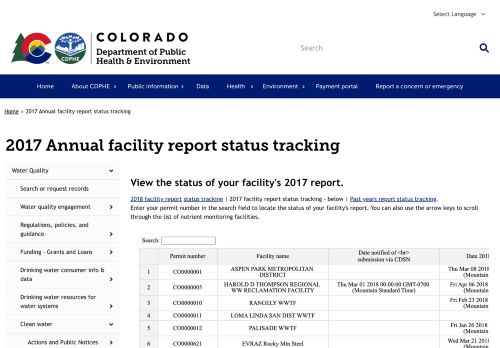 Select Language
COLORADO
Department of Public
Health & Environment
CDPHE
Search
Home
About CDPHE
Public information
Data
Health
Environment
Payment portal
Report a concern or emergency
Home › 2017 Annual facility report status tracking
2017 Annual facility report status tracking
Water Quality
Search or request records
Water quality engagement
Regulations, policies, and
guidance
Funding - Grants and Loans
Drinking water consumer info &
data
Drinking water resources for
water systems
Clean water
Actions and Public Notices
View the status of your facility's 2017 report.
2018 facility report status tracking | 2017 facility report status tracking - below | Past years report status tracking.
Enter your permit number in the search field to locate the status of your facility's report. You can also use the arrow keys to scroll
through the list of nutrient monitoring facilities.
Search:
Permit number Facility name Date notified of <br> submission via CDSN Date 201
1 CO0000001 ASPEN PARK METROPOLITAN DISTRICT Thu Mar 08 2018 (Mountain
2 CO0000005 HAROLD D THOMPSON REGIONAL WW RECLAMATION FACILITY Thu Mar 01 2018 00:00:00 GMT-0700 (Mountain Standard Time) Fri Apr 06 2018 (Mountain
3 CO0000010 RANGELY WWTF Fri Feb 23 2018 (Mountain
4 CO0000011 LOMA LINDA SAN DIST WWTF
5 CO0000012 PALISADE WWTF Fri Jan 26 2018 (Mountain
6 CO0000621 EVRAZ Rocky Min Steel Wed Mar 21 2018 (Mountain